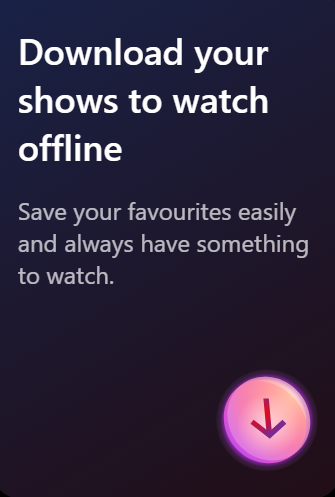 Download your
shows to watch
offline
Save your favourites easily
and always have something
to watch.